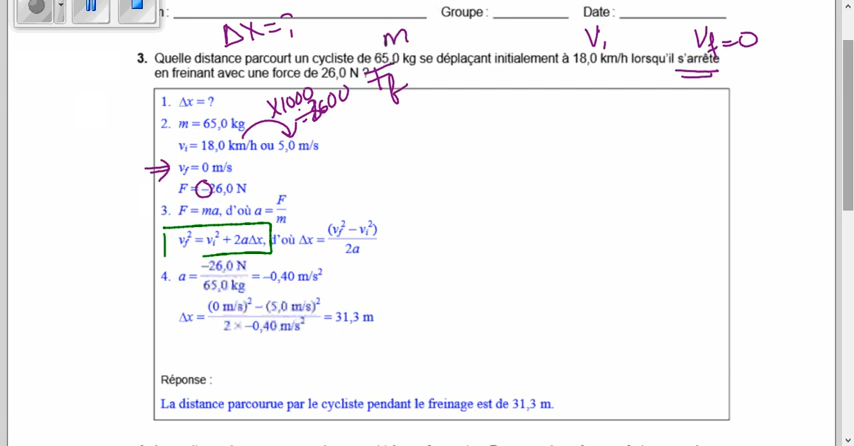 n: Groupe: Date:
Δx = ?
m
V₁
Vf = 0
3. Quelle distance parcourt un cycliste de 65,0 kg se déplaçant initialement à 18,0 km/h lorsqu'il s'arrête
en freinant avec une force de 26,0 N ?
Ff
1. Δx = ?
x1000
÷3600
2. m = 65,0 kg
vᵢ = 18,0 km/h ou 5,0 m/s
⇒ vf = 0 m/s
F = −26,0 N
3. F = ma, d'où a = F/m
vf² = vᵢ² + 2aΔx, d'où Δx = (vf² − vᵢ²)/2a
4. a = −26,0 N/65,0 kg = −0,40 m/s²
Δx = (0 m/s)² − (5,0 m/s)²/2 × −0,40 m/s² = 31,3 m
Réponse :
La distance parcourue par le cycliste pendant le freinage est de 31,3 m.